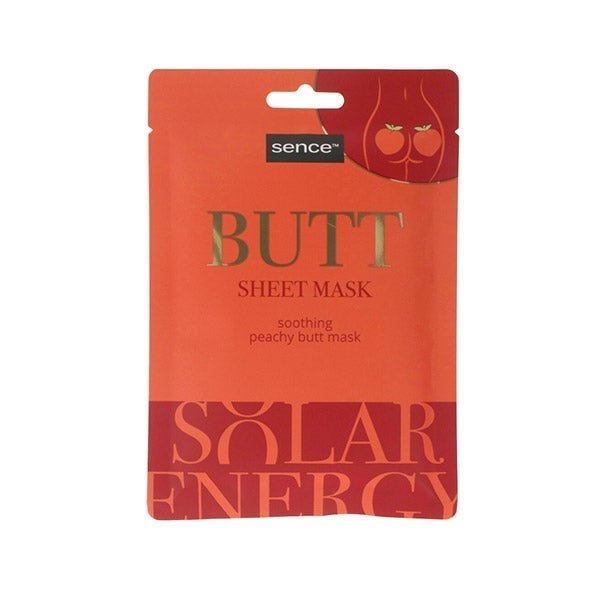 sence™
BUTT
SHEET MASK
soothing
peachy butt mask
SOLAR
ENERGY